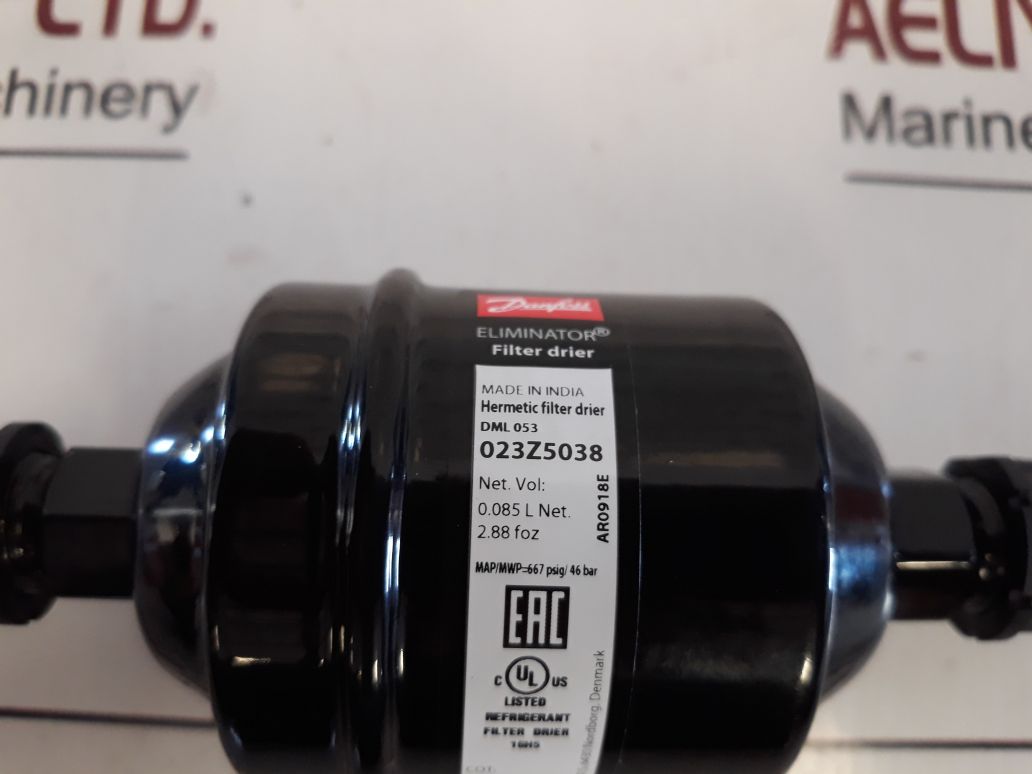 LTD.
chinery
AELN
Marine
Danfoss
ELIMINATOR®
Filter drier
MADE IN INDIA
Hermetic filter drier
DML 053
023Z5038
Net. Vol:
0.085 L Net.
2.88 foz
AR0918E
MAP/MWP=667 psig/ 46 bar
EAC
C UL US
LISTED
REFRIGERANT
FILTER DRIER
16H5
Nordborg, Denmark